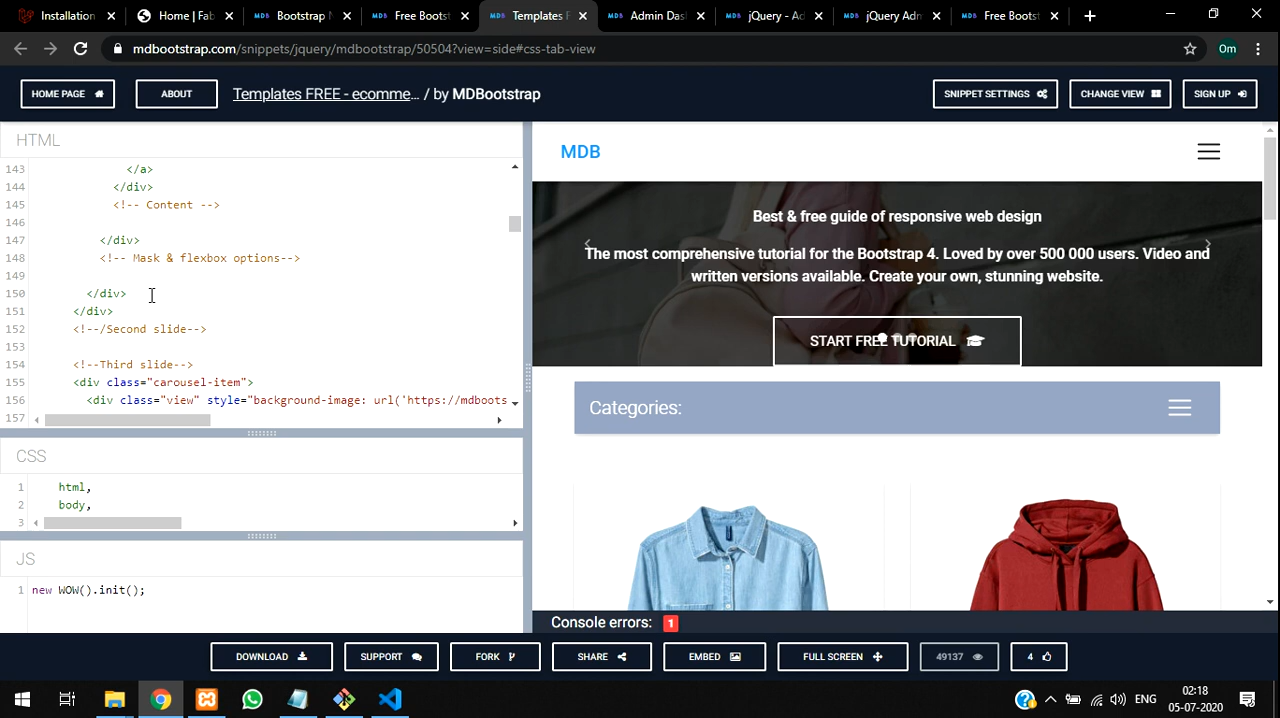 Installation
Home | Fab
Bootstrap N
Free Bootst
Templates F
Admin Das
jQuery - Ad
jQuery Adm
Free Bootst
mdbootstrap.com/snippets/jquery/mdbootstrap/50504?view=side#css-tab-view
Om
HOME PAGE
ABOUT
Templates FREE - ecomme... / by MDBootstrap
SNIPPET SETTINGS
CHANGE VIEW
SIGN UP
HTML
143 </a>
144 </div>
145 <!-- Content -->
146
147 </div>
148 <!-- Mask & flexbox options-->
149
150 </div>
151 </div>
152 <!--/Second slide-->
153
154 <!--Third slide-->
155 <div class="carousel-item">
156 <div class="view" style="background-image: url('https://mdboots
157
CSS
1 html,
2 body,
3
JS
1 new WOW().init();
MDB
Best & free guide of responsive web design
The most comprehensive tutorial for the Bootstrap 4. Loved by over 500 000 users. Video and
written versions available. Create your own, stunning website.
START FREE TUTORIAL
Categories:
Console errors: 1
DOWNLOAD
SUPPORT
FORK
SHARE
EMBED
FULL SCREEN
49137
4
ENG
02:18
05-07-2020